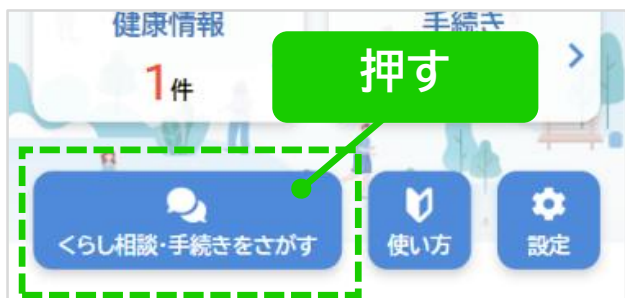 健康情報
手続き
1件
押す
くらし相談・手続きをさがす
使い方
設定